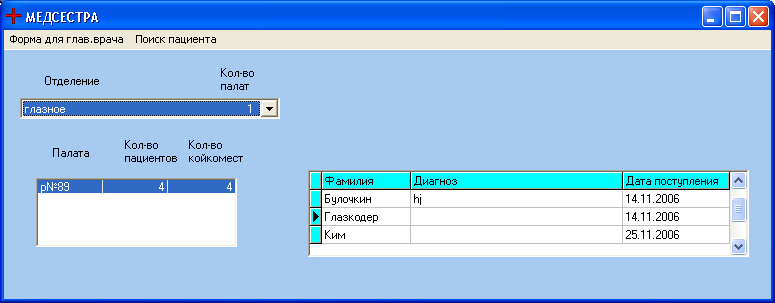 МЕДСЕСТРА
Форма для глав.врача Поиск пациента
Отделение Кол-во палат
глазное 1
Палата Кол-во пациентов Кол-во койкомест
р№89 4 4
Фамилия Диагноз Дата поступления
Булочкин hj 14.11.2006
Глазкодер 14.11.2006
Ким 25.11.2006